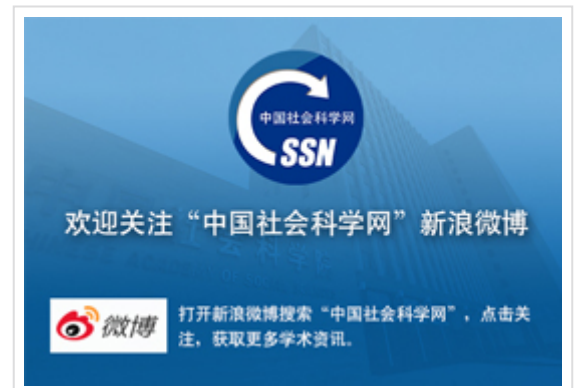 中国社会科学网
CSSN
欢迎关注“中国社会科学网”新浪微博
微博
打开新浪微博搜索“中国社会科学网”，点击关
注，获取更多学术资讯。